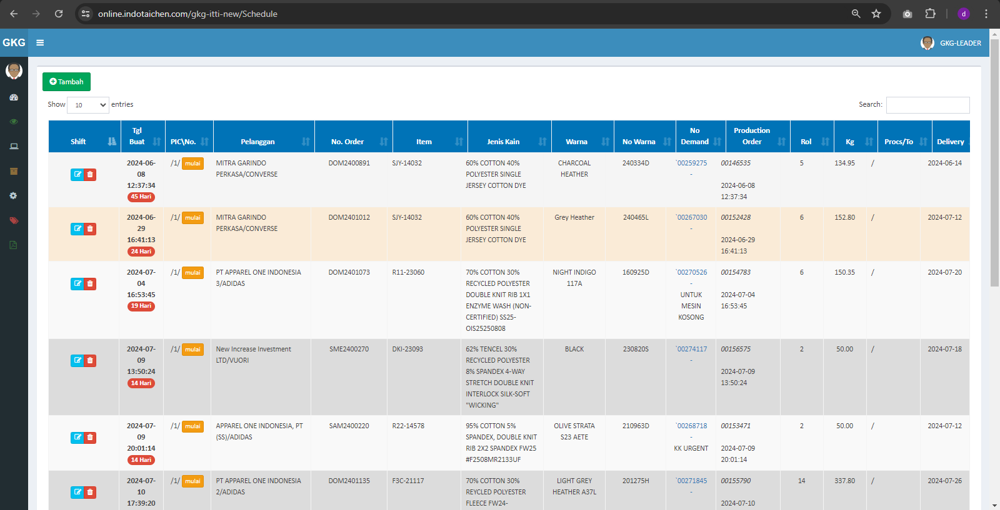 online.indotaichen.com/gkg-itti-new/Schedule
d
GKG
GKG-LEADER
Tambah
Show 10 entries
Search:
Shift Tgl Buat PIC\No. Pelanggan No. Order Item Jenis Kain Warna No Warna No Demand Production Order Rol Kg Procs/To Delivery
2024-06- /1/ mulai MITRA GARINDO DOM2400891 SJY-14032 60% COTTON 40% CHARCOAL 240334D `00259275 00146535 5 134.95 / 2024-06-14
08 PERKASA/CONVERSE POLYESTER SINGLE HEATHER -
12:37:34 JERSEY COTTON DYE 2024-06-08
45 Hari 12:37:34
2024-06- /1/ mulai MITRA GARINDO DOM2401012 SJY-14032 60% COTTON 40% Grey Heather 240465L `00267030 00152428 6 152.80 / 2024-07-12
29 PERKASA/CONVERSE POLYESTER SINGLE -
16:41:13 JERSEY COTTON DYE 2024-06-29
24 Hari 16:41:13
2024-07- /1/ mulai PT APPAREL ONE INDONESIA DOM2401073 R11-23060 70% COTTON 30% NIGHT INDIGO 160925D `00270526 00154783 6 150.35 / 2024-07-20
04 3/ADIDAS RECYCLED POLYESTER 117A -
16:53:45 DOUBLE KNIT RIB 1X1 UNTUK 2024-07-04
19 Hari ENZYME WASH (NON- MESIN 16:53:45
CERTIFIED) SS25- KOSONG
OIS25250808
2024-07- /1/ mulai New Increase Investment SME2400270 DKI-23093 62% TENCEL 30% BLACK 230820S `00274117 00156575 2 50.00 / 2024-07-18
09 LTD/VUORI RECYCLED POLYESTER -
13:50:24 8% SPANDEX 4-WAY 2024-07-09
14 Hari STRETCH DOUBLE KNIT 13:50:24
INTERLOCK SILK-SOFT
"WICKING"
2024-07- /1/ mulai APPAREL ONE INDONESIA, PT SAM2400220 R22-14578 95% COTTON 5% OLIVE STRATA 210963D `00268718 00153471 2 50.00 / 2024-07-12
09 (SS)/ADIDAS SPANDEX, DOUBLE KNIT S23 AETE -
20:01:14 RIB 2X2 SPANDEX FW25 KK URGENT 2024-07-09
14 Hari #F2508MR2133UF 20:01:14
2024-07- /1/ mulai PT APPAREL ONE INDONESIA DOM2401135 F3C-21117 70% COTTON 30% LIGHT GREY 201275H `00271845 00155790 14 337.80 / 2024-07-26
10 2/ADIDAS REYCLED POLYESTER HEATHER A37L -
17:39:20 FLEECE FW24- 2024-07-10